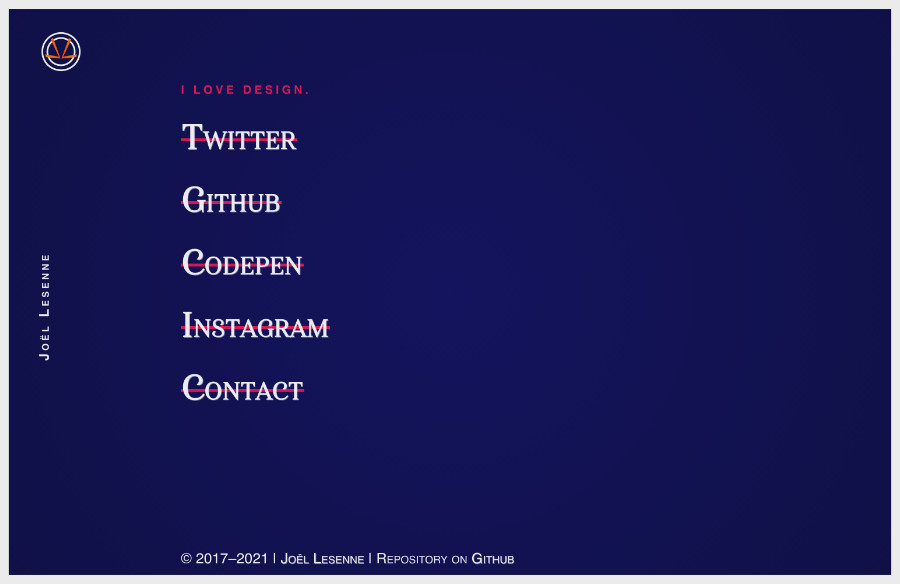 I LOVE DESIGN.
Twitter
Github
Codepen
Instagram
Contact
Joël Lesenne
© 2017–2021 | Joël Lesenne | Repository on Github